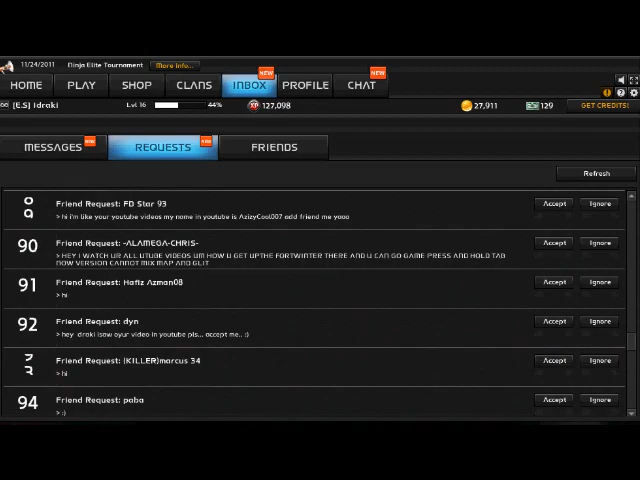 11/24/2011 Ninja Elite Tournament More info...
HOME PLAY SHOP CLANS INBOX NEW PROFILE CHAT NEW
[E.S] Idraki Lvl 16 44% XP 127,098 27,911 129 GET CREDITS!
MESSAGES NEW REQUESTS NEW FRIENDS
Refresh
Friend Request: FD Star 93 Accept Ignore
> hi i'm like your youtube videos my name in youtube is AzizyCool007 add friend me yaaa
90 Friend Request: -ALAMEGA-CHRIS- Accept Ignore
> HEY I WATCH UR ALL UTUBE VIDEOS UM HOW U GET UPTHE FORTWINTER THERE AND U CAN GO GAME PRESS AND HOLD TAB
NOW VERSION CANNOT MIX MAP AND GLIT
91 Friend Request: Hafiz Azman08 Accept Ignore
> hi
92 Friend Request: dyn Accept Ignore
> hey draki isaw oyur video in youtube pls... accept me.. :)
Friend Request: [KILLER]marcus 34 Accept Ignore
> hi
94 Friend Request: paba Accept Ignore
> :)